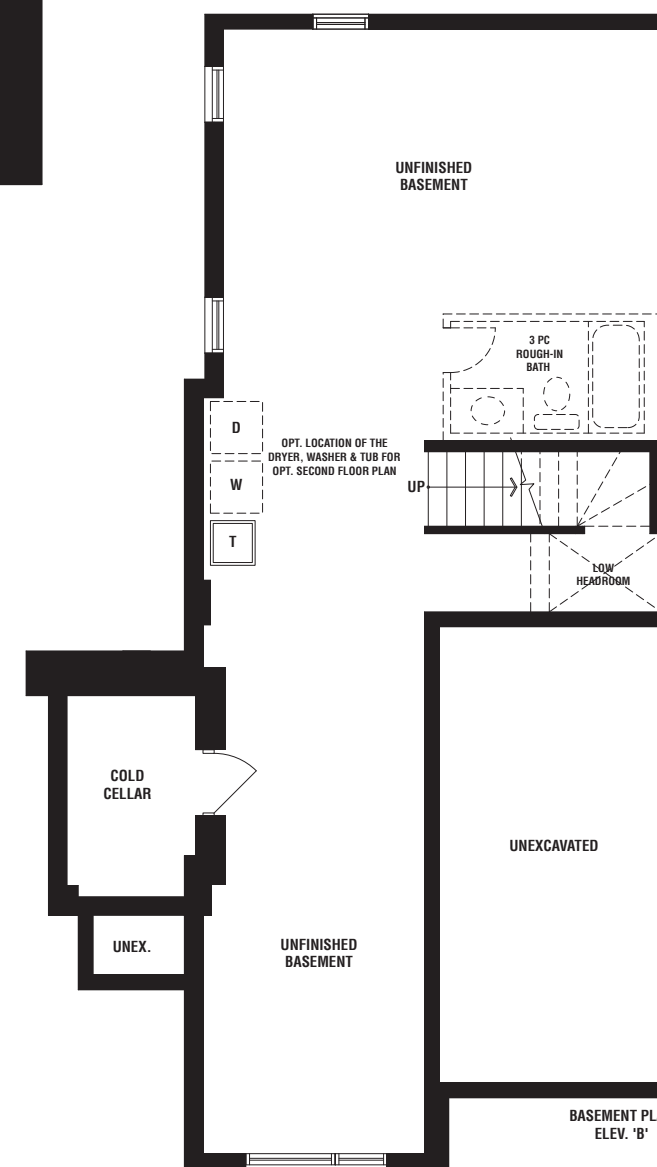 UNFINISHED
BASEMENT
3 PC
ROUGH-IN
BATH
D
OPT. LOCATION OF THE
DRYER, WASHER & TUB FOR
OPT. SECOND FLOOR PLAN
W
UP
T
LOW
HEADROOM
COLD
CELLAR
UNEXCAVATED
UNEX.
UNFINISHED
BASEMENT
BASEMENT PL
ELEV. 'B'